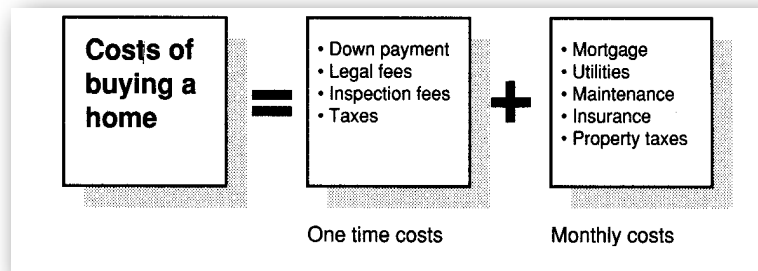 Costs of
buying a
home
=
• Down payment
• Legal fees
• Inspection fees
• Taxes
+
• Mortgage
• Utilities
• Maintenance
• Insurance
• Property taxes
One time costs
Monthly costs